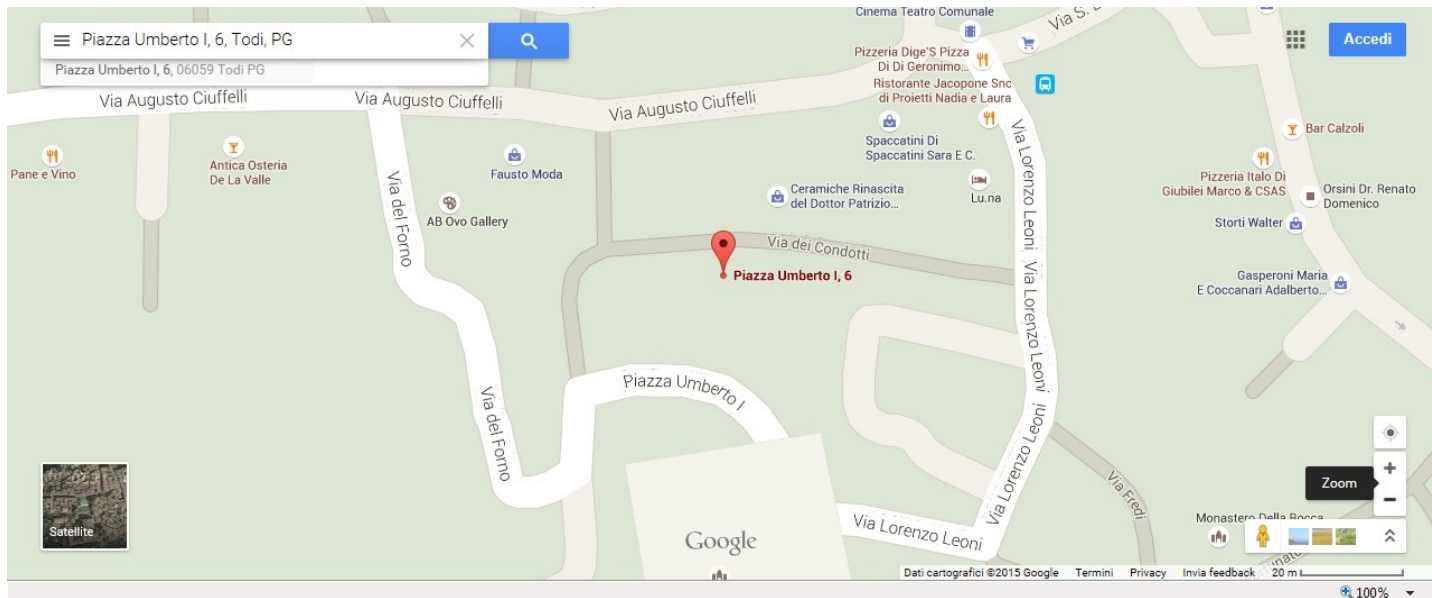 Piazza Umberto I, 6, Todi, PG
Piazza Umberto I, 6, 06059 Todi PG
Accedi
Cinema Teatro Comunale
Pizzeria Dige'S Pizza
Di Di Geronimo...
Ristorante Jacopone Snc
di Proietti Nadia e Laura
Via Augusto Ciuffelli
Via Augusto Ciuffelli
Via Augusto Ciuffelli
Via S.
Bar Calzoli
Spaccatini Di
Spaccatini Sara E C.
Via Lorenzo Leoni
Pane e Vino
Antica Osteria
De La Valle
Fausto Moda
Pizzeria Italo Di
Giubilei Marco & CSAS
Orsini Dr. Renato
Domenico
Via del Forno
AB Ovo Gallery
Ceramiche Rinascita
del Dottor Patrizio...
Lu.na
Storti Walter
Via dei Condotti
Piazza Umberto I, 6
Via Lorenzo Leoni
Gasperoni Maria
E Coccanari Adalberto...
Piazza Umberto I
Via del Forno
Via Lorenzo Leoni
Via Fredi
Zoom
Satellite
Google
Via Lorenzo Leoni
Monastero Della Rocca
Dati cartografici ©2015 Google Termini Privacy Invia feedback 20 m
100%